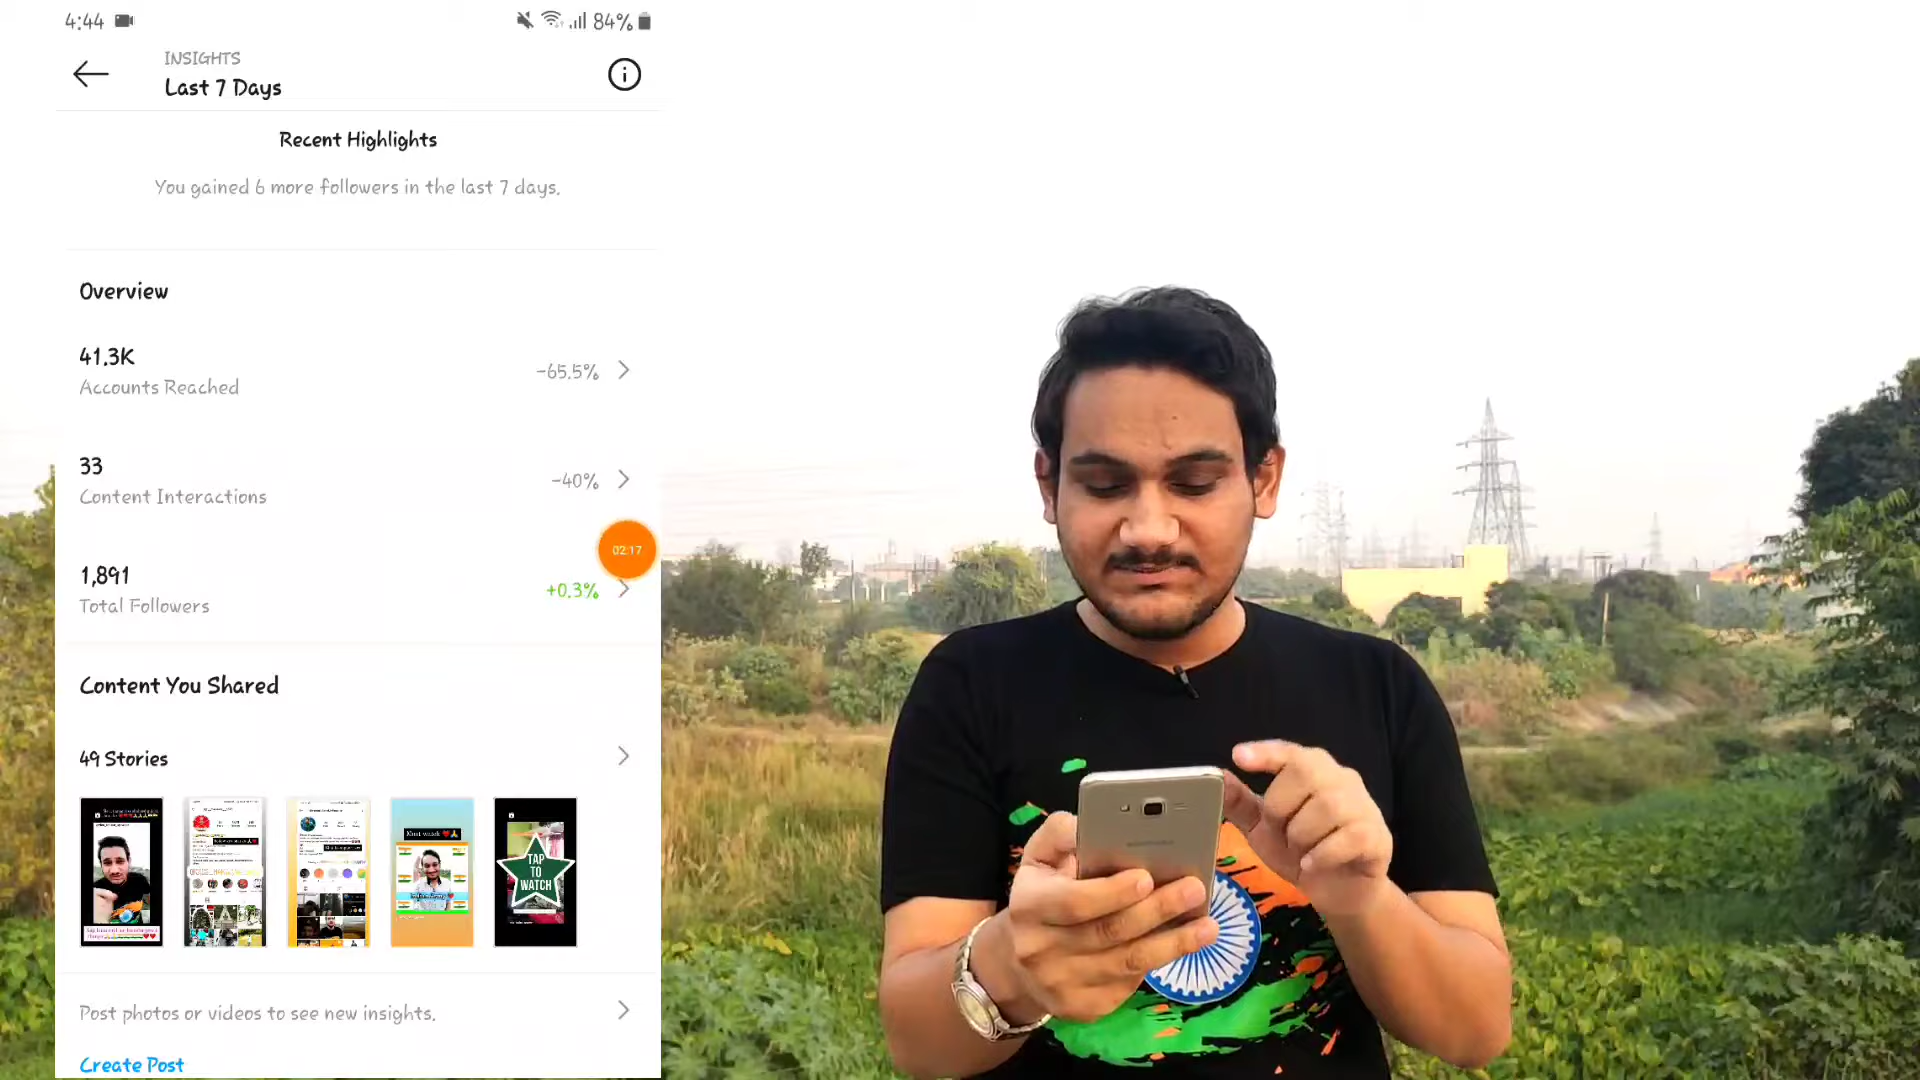 4:44
84%
INSIGHTS
Last 7 Days
Recent Highlights
You gained 6 more followers in the last 7 days.
Overview
41.3K
-65.5%
Accounts Reached
33
-40%
Content Interactions
02:17
1,891
+0.3%
Total Followers
Content You Shared
49 Stories
Must watch
TAP
TO
WATCH
Post photos or videos to see new insights.
Create Post